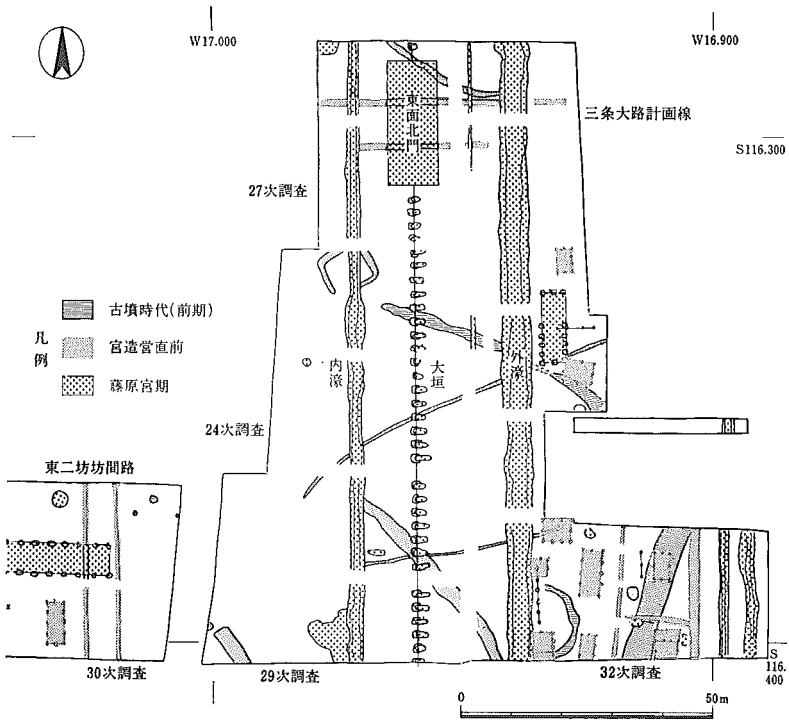 W17.000
W16.900
東面北門
三条大路計画線
S116.300
27次調査
凡例
古墳時代(前期)
宮造営直前
藤原宮期
内濠
大垣
外濠
24次調査
東二坊坊間路
30次調査
29次調査
32次調査
S
116.
400
0
50m